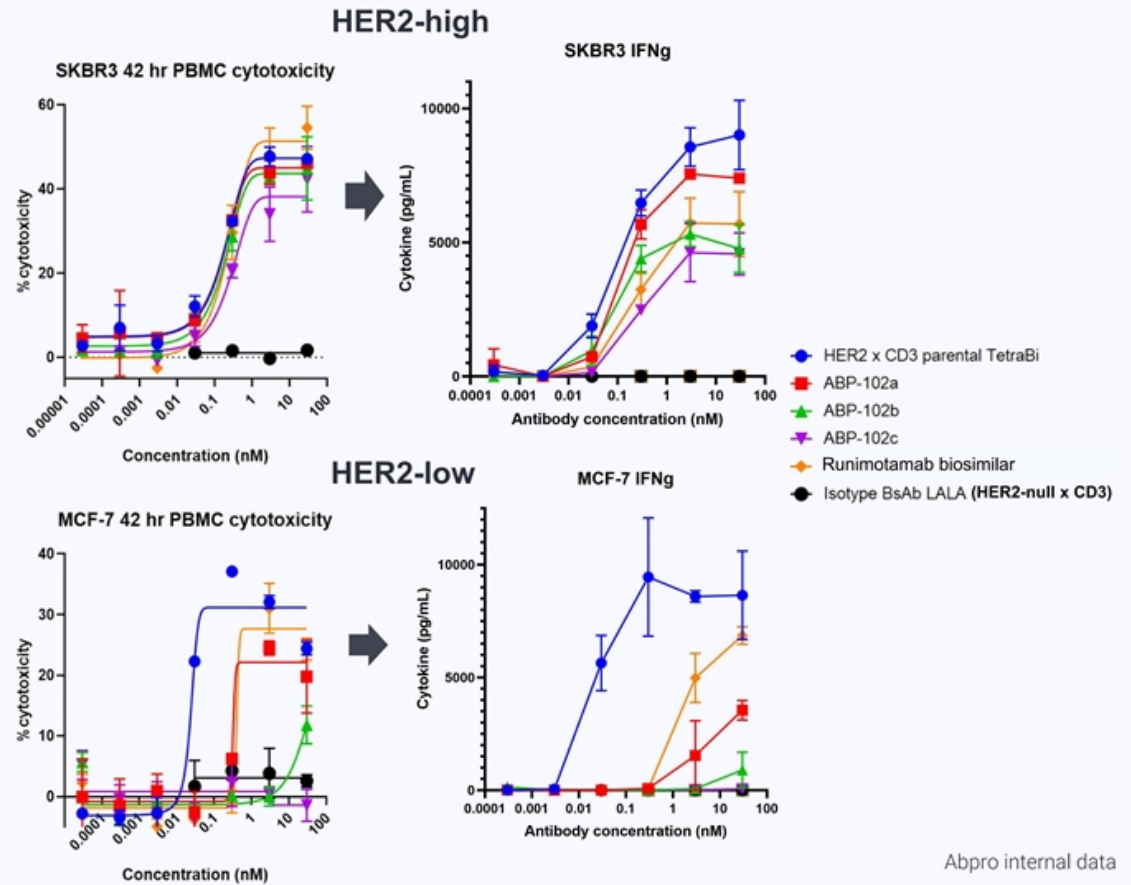 HER2-high
SKBR3 42 hr PBMC cytotoxicity
60
40
20
0
% cytotoxicity
0.00001
0.0001
0.001
0.01
0.1
1
10
100
Concentration (nM)
SKBR3 IFNg
10000
5000
0
Cytokine (pg/mL)
0.0001
0.001
0.01
0.1
1
10
100
Antibody concentration (nM)
HER2 x CD3 parental TetraBi
ABP-102a
ABP-102b
ABP-102c
Runimotamab biosimilar
Isotype BsAb LALA (HER2-null x CD3)
HER2-low
MCF-7 42 hr PBMC cytotoxicity
40
30
20
10
0
% cytotoxicity
0.0001
0.001
0.01
0.1
1
10
100
Concentration (nM)
MCF-7 IFNg
10000
5000
0
Cytokine (pg/mL)
0.0001
0.001
0.01
0.1
1
10
100
Antibody concentration (nM)
Abpro internal data